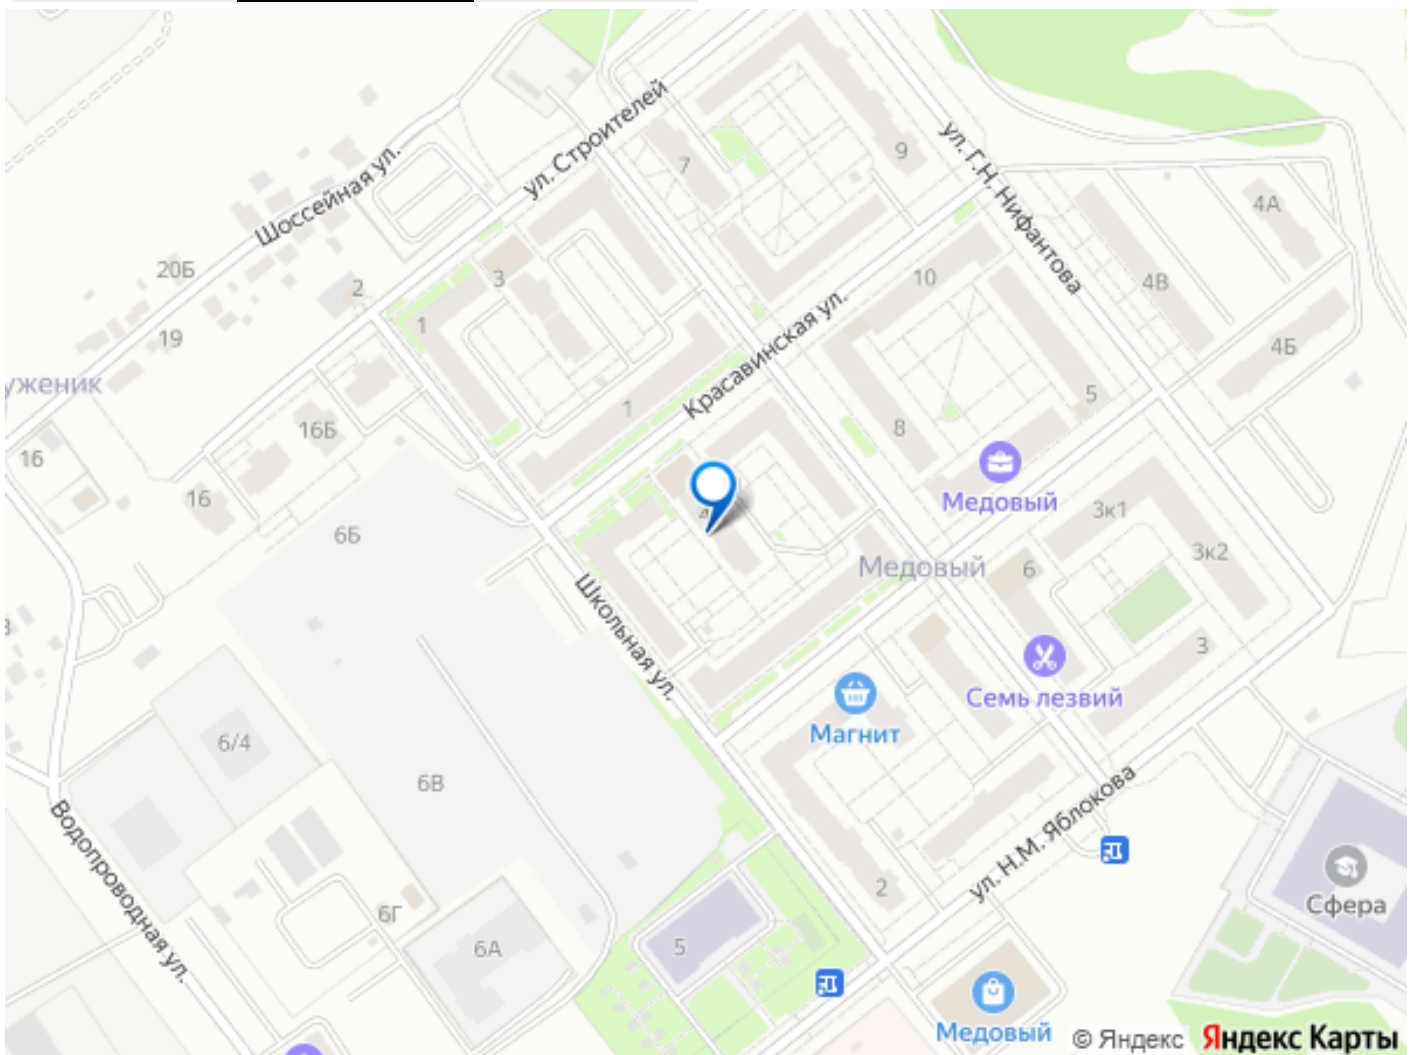 ул. Строителей
Шоссейная ул.
7
9
ул. Г.Н. Нифантова
4А
20Б
3
2
10
4В
1
19
Красавинская ул.
4Б
уженик
1
5
16Б
8
16
16
Медовый
3к1
6Б
Медовый
3к2
6
Школьная ул.
3
Семь лезвий
Магнит
6/4
6В
Водопроводная ул.
ул. Н.М. Яблокова
2
Сфера
6Г
6А
5
Медовый
© Яндекс
Яндекс Карты